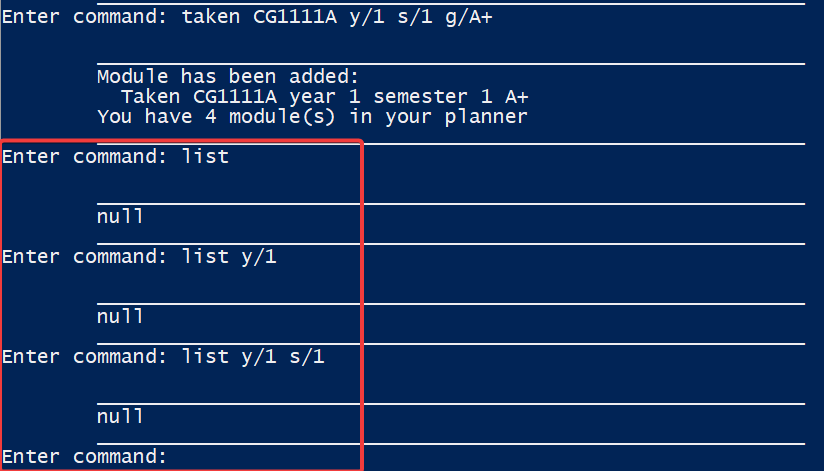 Enter command: taken CG1111A y/1 s/1 g/A+
Module has been added:
Taken CG1111A year 1 semester 1 A+
You have 4 module(s) in your planner
Enter command: list
null
Enter command: list y/1
null
Enter command: list y/1 s/1
null
Enter command: